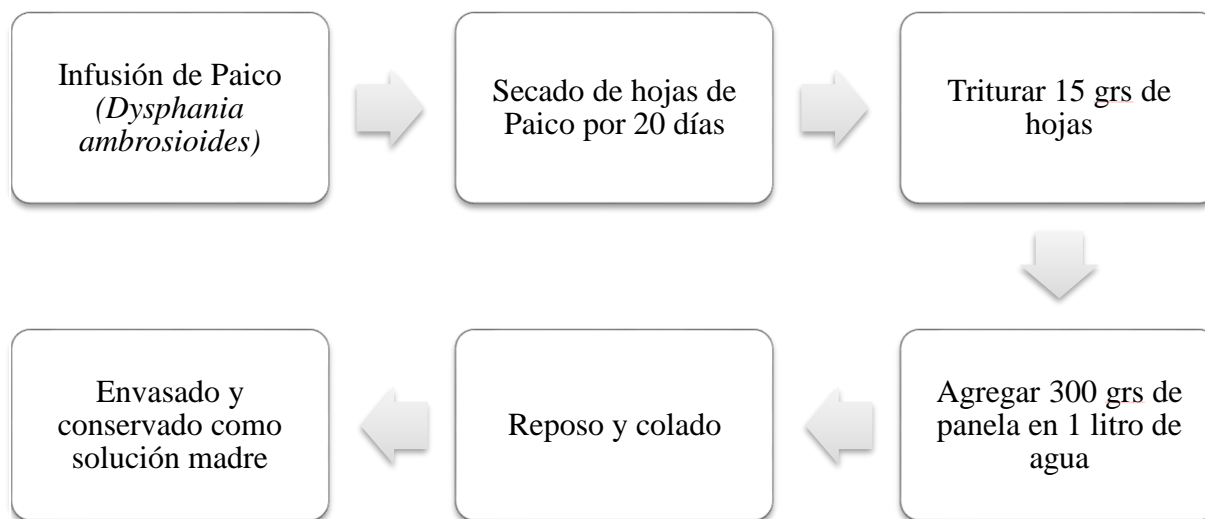 Infusión de Paico
(Dysphania
ambrosioides)
Secado de hojas de
Paico por 20 días
Triturar 15 grs de
hojas
Agregar 300 grs de
panela en 1 litro de
agua
Reposo y colado
Envasado y
conservado como
solución madre